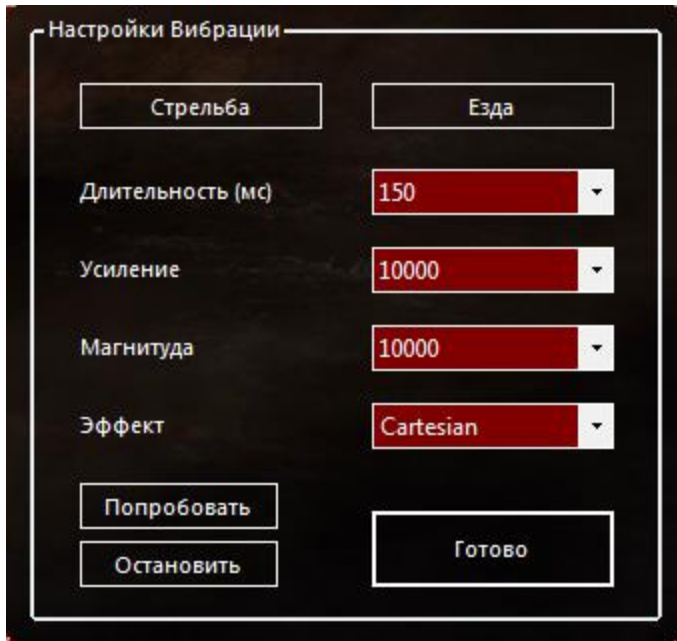 Настройки Вибрации
Стрельба Езда
Длительность (мс) 150
Усиление 10000
Магнитуда 10000
Эффект Cartesian
Попробовать
Остановить
Готово